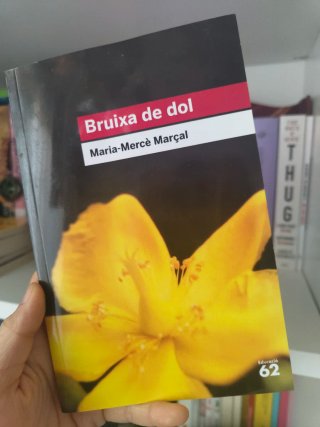 Bruixa de dol
Maria-Mercè Marçal
Educació
62
THUG